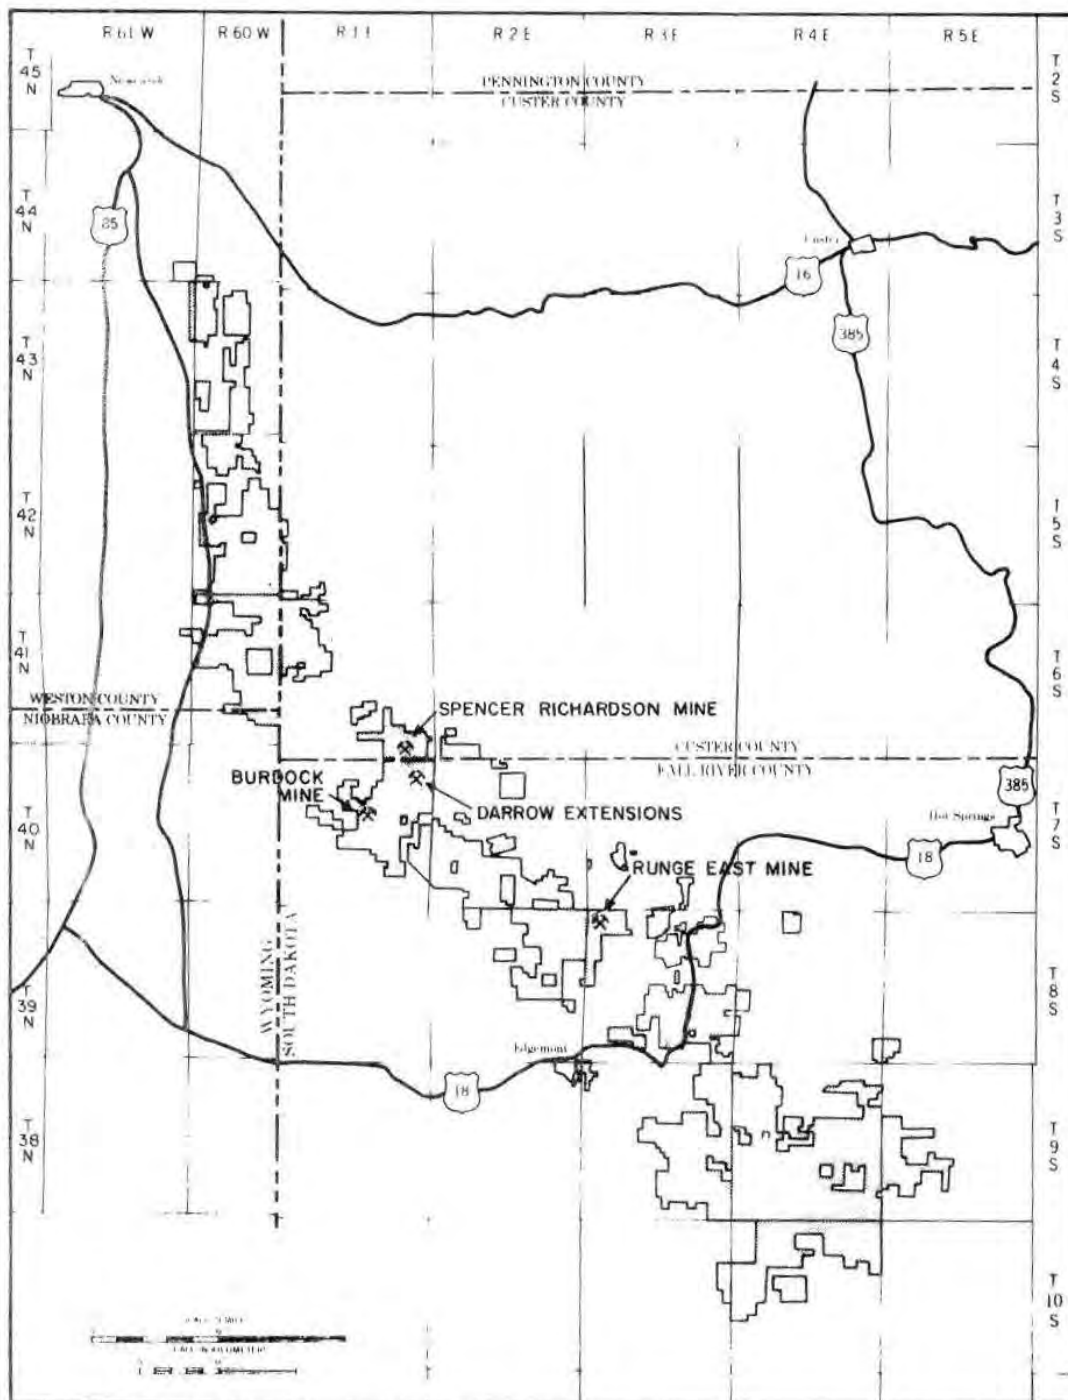 R 61 W R 60 W R 1 E R 2 E R 3 E R 4 E R 5 E
T 45 N
T 2 S
Newcastle
PENNINGTON COUNTY
CUSTER COUNTY
T 44 N
85
T 3 S
Custer
16
385
T 43 N
T 4 S
T 42 N
T 5 S
T 41 N
T 6 S
WESTON COUNTY
NIOBRARA COUNTY
SPENCER RICHARDSON MINE
CUSTER COUNTY
FALL RIVER COUNTY
BURDOCK
MINE
DARROW EXTENSIONS
385
Hot Springs
T 40 N
T 7 S
18
RUNGE EAST MINE
WYOMING
SOUTH DAKOTA
T 39 N
T 8 S
Edgemont
18
T 38 N
T 9 S
T 10 S